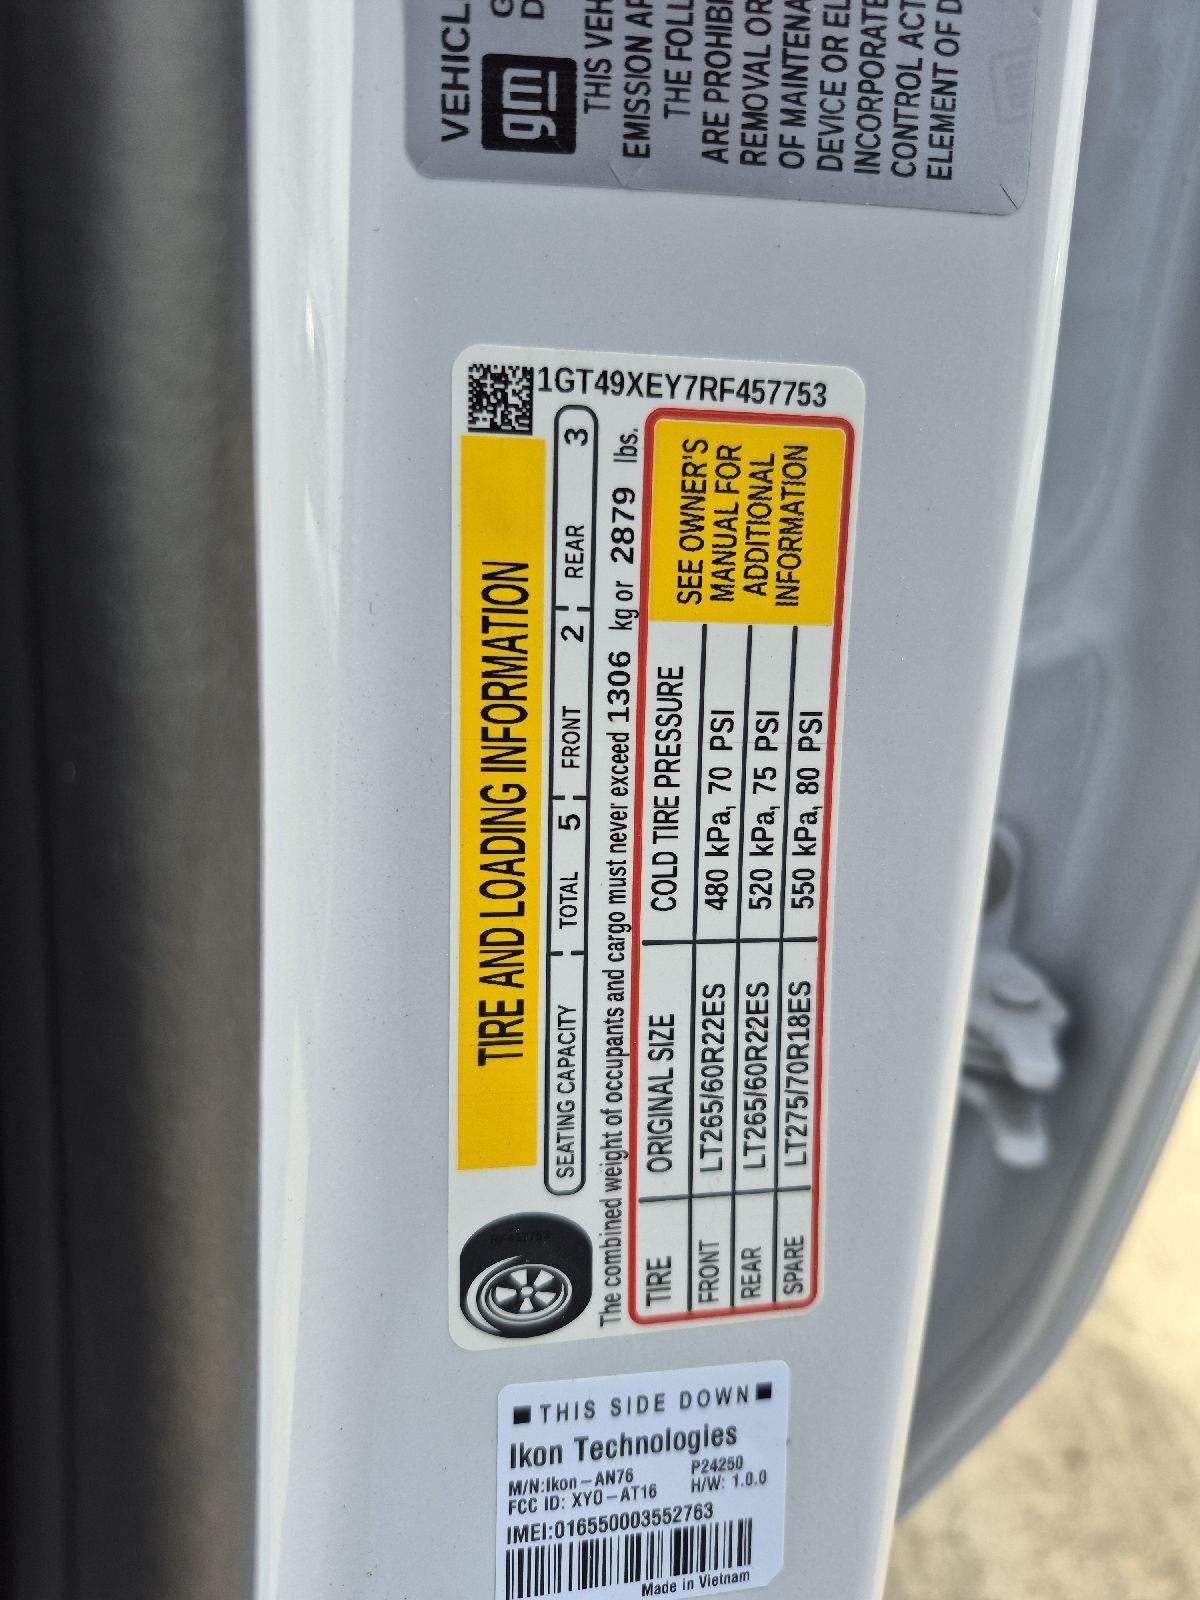 VEHICL
gm
G
D
THIS VEH
EMISSION AR
THE FOLL
ARE PROHIBI
REMOVAL OR
OF MAINTENA
DEVICE OR EL
INCORPORATE
CONTROL ACT
ELEMENT OF D
1GT49XEY7RF457753
TIRE AND LOADING INFORMATION
SEATING CAPACITY TOTAL 5 FRONT 2 REAR 3
The combined weight of occupants and cargo must never exceed 1306 kg or 2879 lbs.
TIRE ORIGINAL SIZE COLD TIRE PRESSURE
FRONT LT265/60R22ES 480 kPa, 70 PSI
REAR LT265/60R22ES 520 kPa, 75 PSI
SPARE LT275/70R18ES 550 kPa, 80 PSI
SEE OWNER'S
MANUAL FOR
ADDITIONAL
INFORMATION
RF457753
THIS SIDE DOWN
Ikon Technologies
M/N:Ikon-AN76 P24250
FCC ID: XYO-AT16 H/W: 1.0.0
IMEI:016550003552763
Made in Vietnam